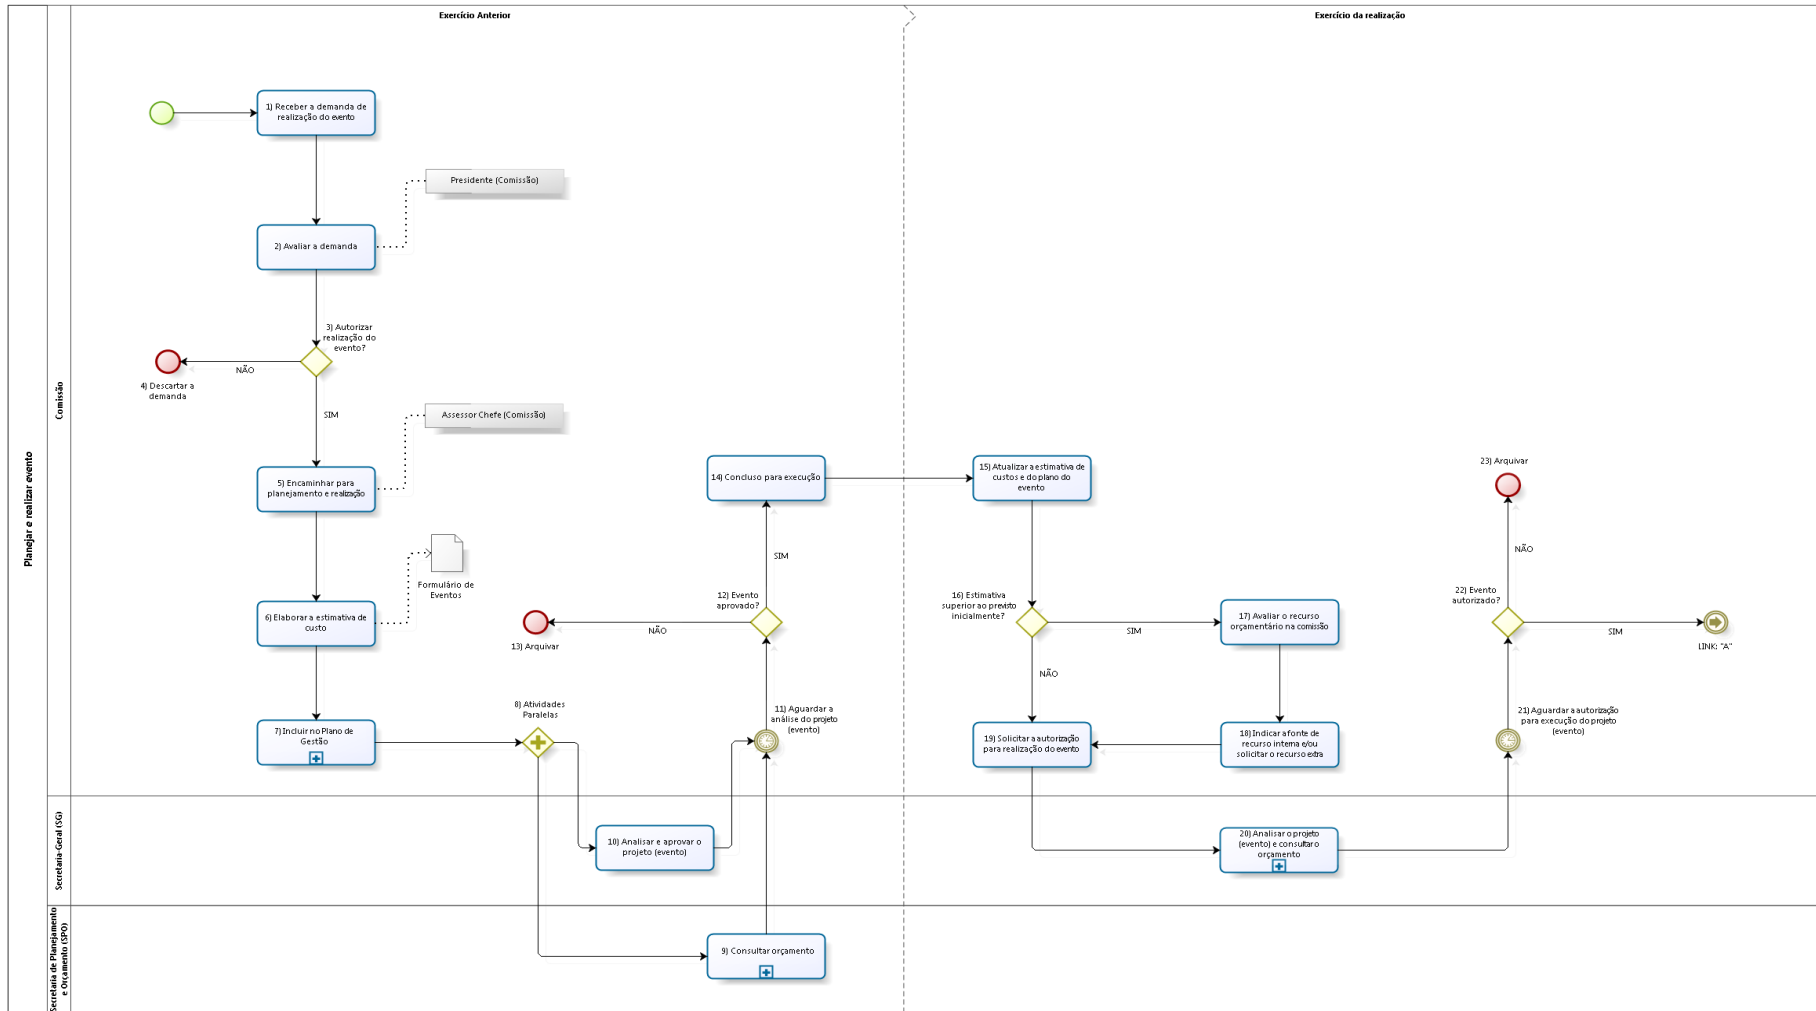 Exercício Anterior
Exercício da realização
Planejar e realizar evento
Comissão
Secretaria-Geral (SG)
Secretaria de Planejamento
e Orçamento (SPO)
1) Receber a demanda de
realização do evento
Presidente (Comissão)
2) Avaliar a demanda
3) Autorizar
realização do
evento?
NÃO
4) Descartar a
demanda
SIM
Assessor Chefe (Comissão)
5) Encaminhar para
planejamento e realização
Formulário de
Eventos
6) Elaborar a estimativa de
custo
7) Incluir no Plano de
Gestão
8) Atividades
Paralelas
9) Consultar orçamento
10) Analisar e aprovar o
projeto (evento)
11) Aguardar a
análise do projeto
(evento)
12) Evento
aprovado?
NÃO
13) Arquivar
SIM
14) Concluso para execução
15) Atualizar a estimativa de
custos e do plano do
evento
16) Estimativa
superior ao previsto
inicialmente?
SIM
NÃO
17) Avaliar o recurso
orçamentário na comissão
18) Indicar a fonte de
recurso interna e/ou
solicitar o recurso extra
19) Solicitar a autorização
para realização do evento
20) Analisar o projeto
(evento) e consultar o
orçamento
21) Aguardar a autorização
para execução do projeto
(evento)
22) Evento
autorizado?
NÃO
23) Arquivar
SIM
LINK: "A"